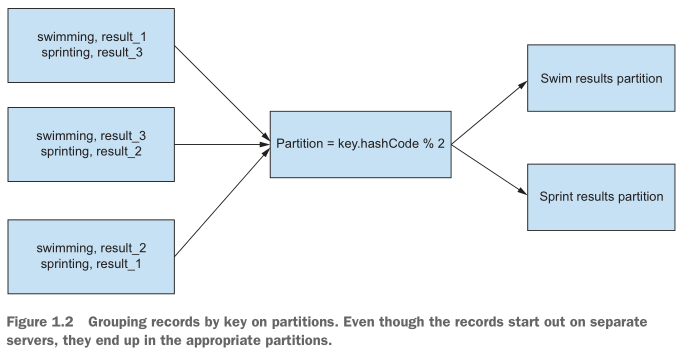 swimming, result_1
sprinting, result_3
swimming, result_3
sprinting, result_2
swimming, result_2
sprinting, result_1
Partition = key.hashCode % 2
Swim results partition
Sprint results partition
Figure 1.2 Grouping records by key on partitions. Even though the records start out on separate
servers, they end up in the appropriate partitions.